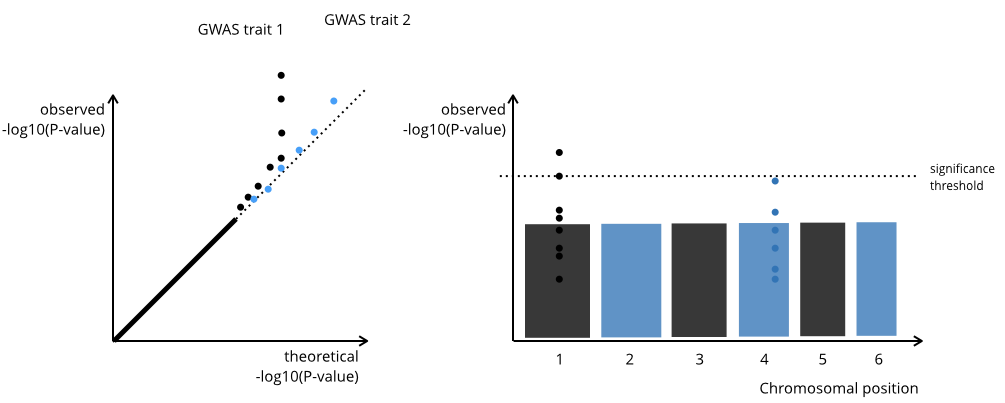 GWAS trait 1
GWAS trait 2
observed
-log10(P-value)
theoretical
-log10(P-value)
observed
-log10(P-value)
significance
threshold
1 2 3 4 5 6
Chromosomal position